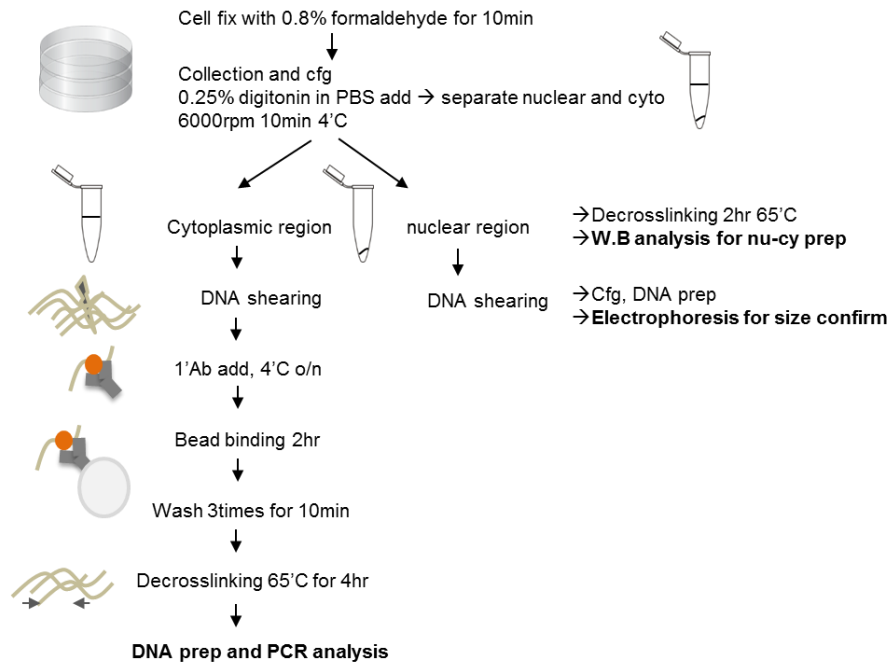 Cell fix with 0.8% formaldehyde for 10min
Collection and cfg
0.25% digitonin in PBS add → separate nuclear and cyto
6000rpm 10min 4'C
Cytoplasmic region
nuclear region
→Decrosslinking 2hr 65'C
→W.B analysis for nu-cy prep
DNA shearing
DNA shearing
→Cfg, DNA prep
→Electrophoresis for size confirm
1'Ab add, 4'C o/n
Bead binding 2hr
Wash 3times for 10min
Decrosslinking 65'C for 4hr
DNA prep and PCR analysis